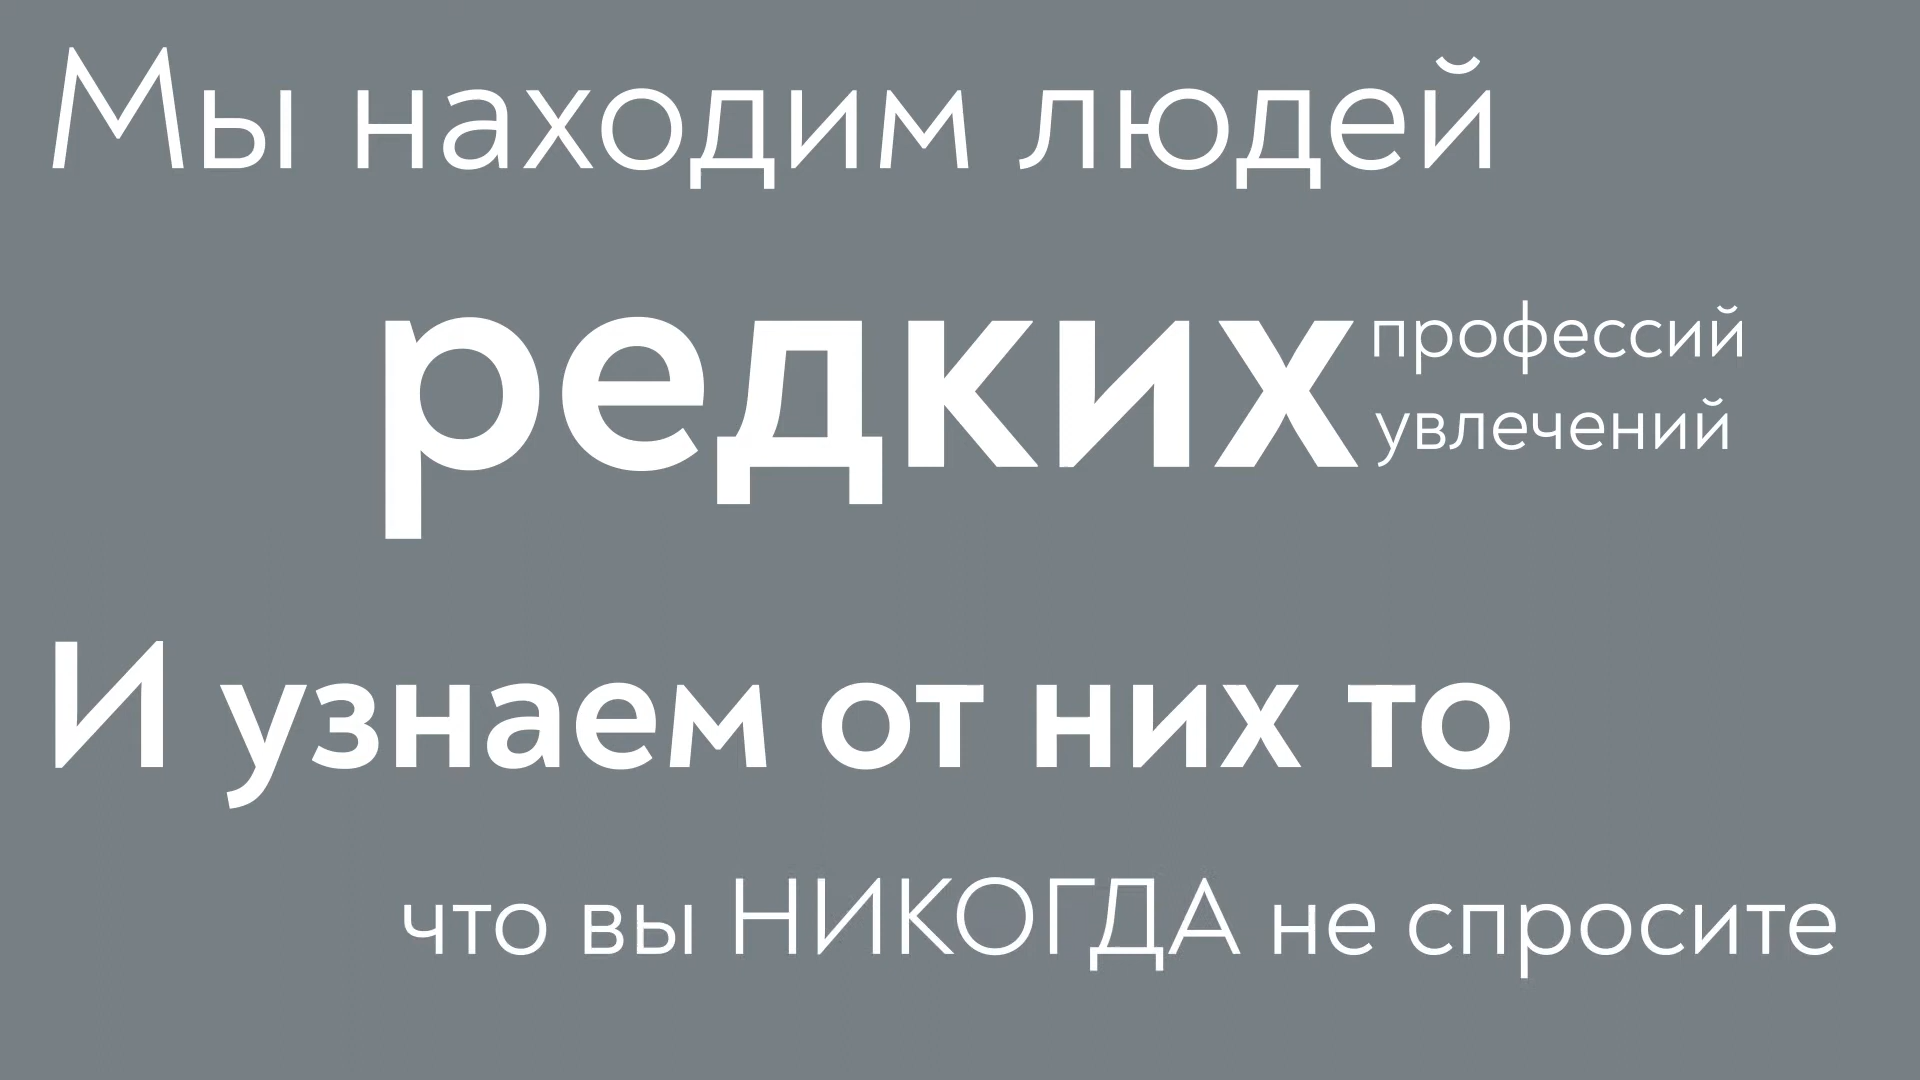 Мы находим людей
редких
профессий
увлечений
И узнаем от них то
что вы НИКОГДА не спросите